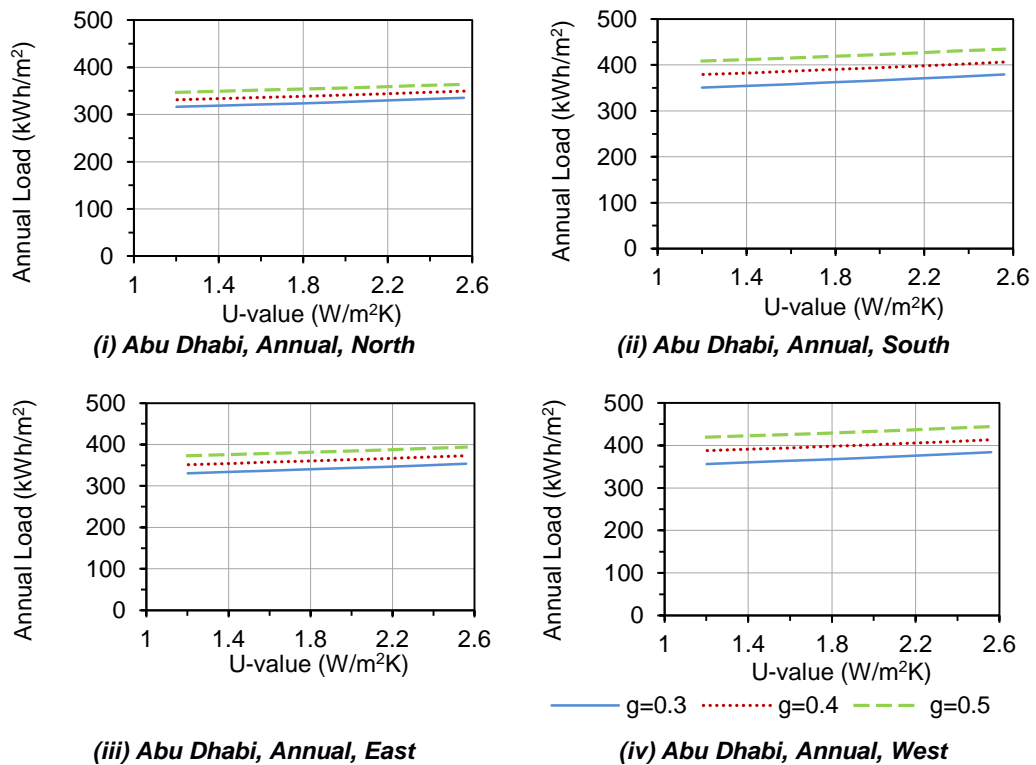 Annual Load (kWh/m²)
500
400
300
200
100
0
1 1.4 1.8 2.2 2.6
U-value (W/m²K)
(i) Abu Dhabi, Annual, North
Annual Load (kWh/m²)
500
400
300
200
100
0
1 1.4 1.8 2.2 2.6
U-value (W/m²K)
(ii) Abu Dhabi, Annual, South
Annual Load (kWh/m²)
500
400
300
200
100
0
1 1.4 1.8 2.2 2.6
U-value (W/m²K)
(iii) Abu Dhabi, Annual, East
Annual Load (kWh/m²)
500
400
300
200
100
0
1 1.4 1.8 2.2 2.6
U-value (W/m²K)
g=0.3 g=0.4 g=0.5
(iv) Abu Dhabi, Annual, West